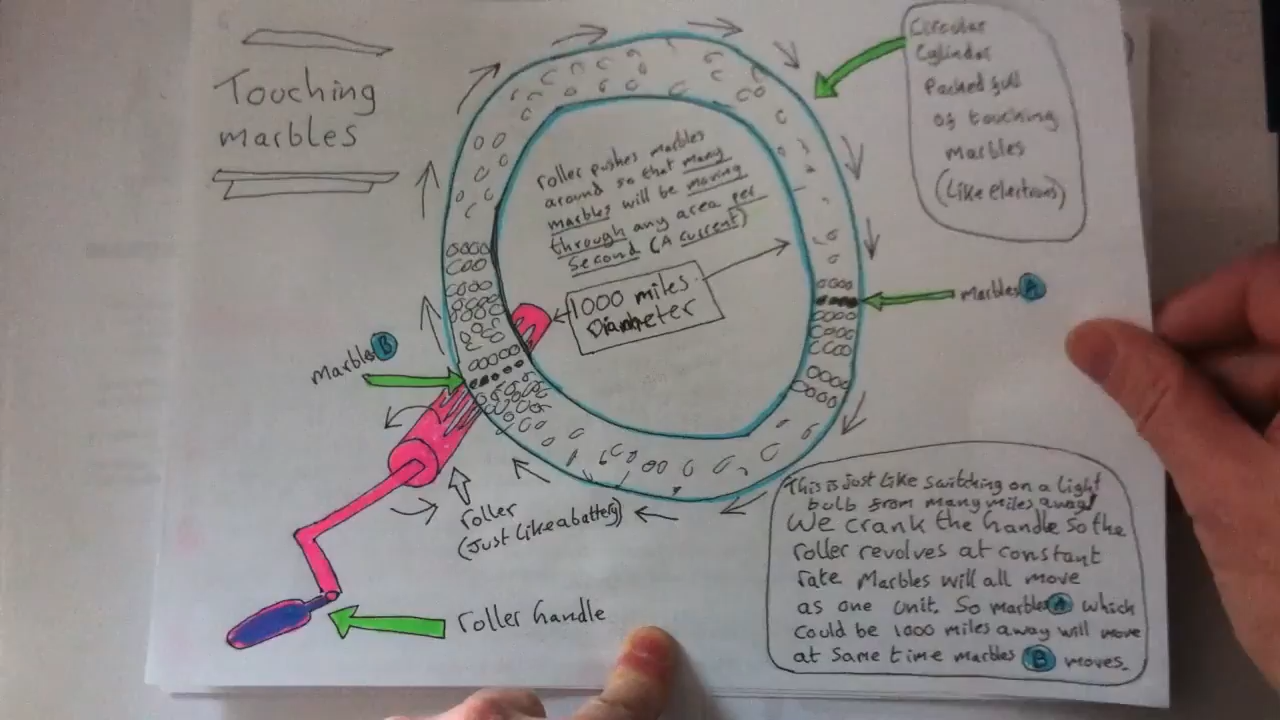 Touching
marbles
Circular
Cylinder
Packed full
of touching
marbles
(Like electrons)
roller pushes marbles
around so that many
marbles will be moving
through any area per
second (A current)
1000 miles
Diameter
Marbles A
Marbles B
roller
(Just Like a battery)
roller handle
This is just like switching on a light
bulb from many miles away!
We crank the handle so the
roller revolves at constant
rate Marbles will all move
as one unit. So marbles A which
could be 1000 miles away will move
at same time marbles B moves.